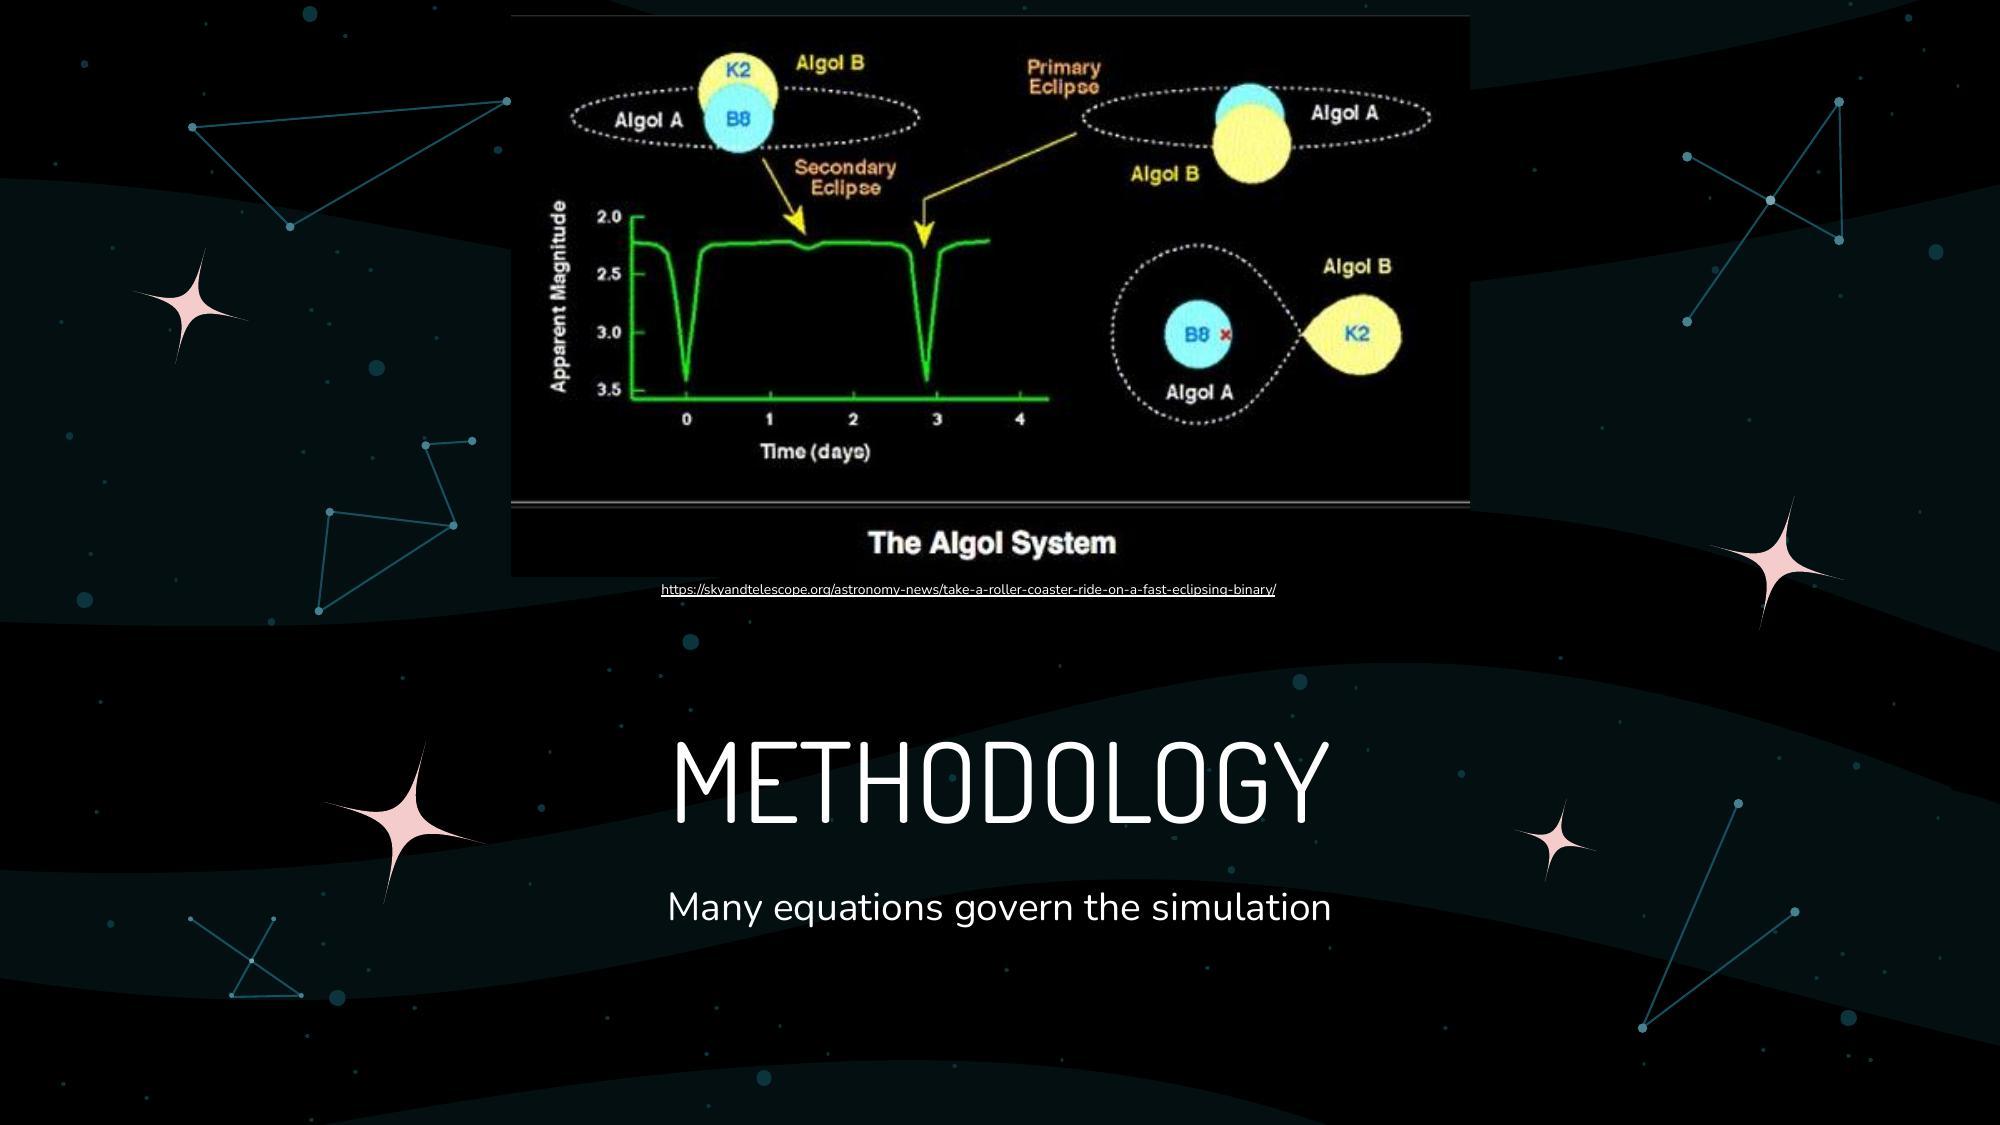 K2
Algol B
Algol A
B8
Secondary
Eclipse
Primary
Eclipse
Algol A
Algol B
Apparent Magnitude
2.0
2.5
3.0
3.5
0 1 2 3 4
Time (days)
Algol B
B8 x
K2
Algol A
The Algol System
https://skyandtelescope.org/astronomy-news/take-a-roller-coaster-ride-on-a-fast-eclipsing-binary/
METHODOLOGY
Many equations govern the simulation